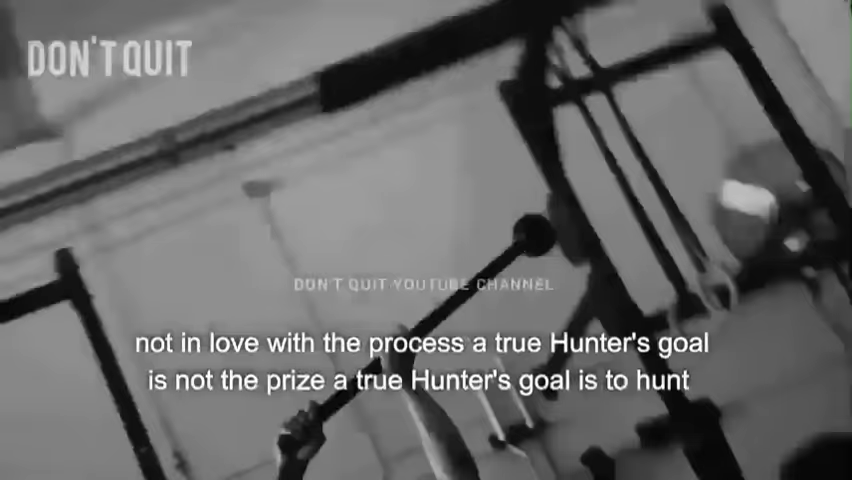 DON'T QUIT
DON'T QUIT YOUTUBE CHANNEL
not in love with the process a true Hunter's goal
is not the prize a true Hunter's goal is to hunt